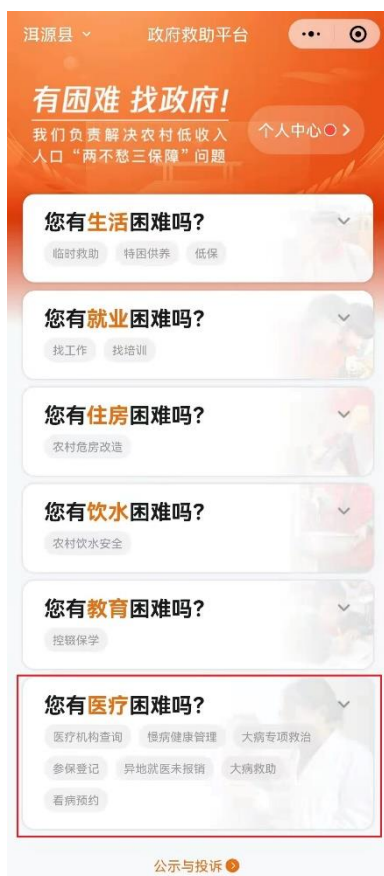 洱源县
政府救助平台
有困难 找政府!
我们负责解决农村低收入
人口“两不愁三保障”问题
个人中心
您有生活困难吗?
临时救助 特困供养 低保
您有就业困难吗?
找工作 找培训
您有住房困难吗?
农村危房改造
您有饮水困难吗?
农村饮水安全
您有教育困难吗?
控辍保学
您有医疗困难吗?
医疗机构查询 慢病健康管理 大病专项救治
参保登记 异地就医未报销 大病救助
看病预约
公示与投诉